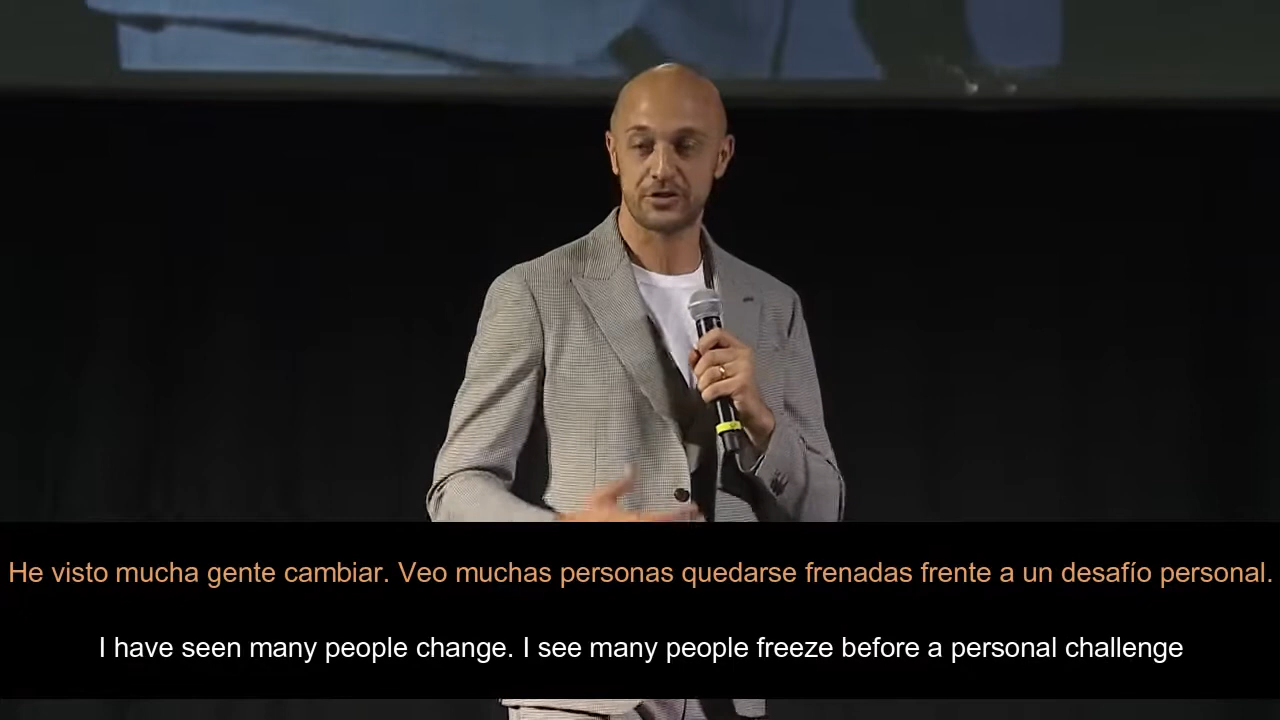 He visto mucha gente cambiar. Veo muchas personas quedarse frenadas frente a un desafío personal.
I have seen many people change. I see many people freeze before a personal challenge